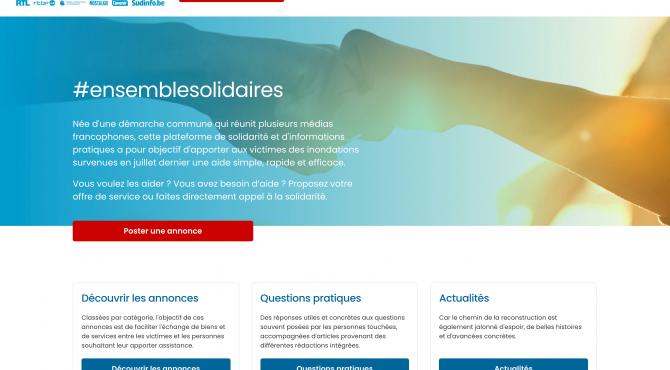 RTL rtbf NOSTALGIE L'avenir Sudinfo.be
#ensemblesolidaires
Née d'une démarche commune qui réunit plusieurs médias
francophones, cette plateforme de solidarité et d'informations
pratiques a pour objectif d'apporter aux victimes des inondations
survenues en juillet dernier une aide simple, rapide et efficace.
Vous voulez les aider ? Vous avez besoin d'aide ? Proposez votre
offre de service ou faites directement appel à la solidarité.
Poster une annonce
Découvrir les annonces
Classées par catégorie, l'objectif de ces
annonces est de faciliter l'échange de biens et
de services entre les victimes et les personnes
souhaitant leur apporter assistance.
Découvrir les annonces
Questions pratiques
Des réponses utiles et concrètes aux questions
souvent posées par les personnes touchées,
accompagnées d'articles provenant des
différentes rédactions intégrées.
Questions pratiques
Actualités
Car le chemin de la reconstruction est
également jalonné d'espoir, de belles histoires
et d'avancées concrètes.
Actualités